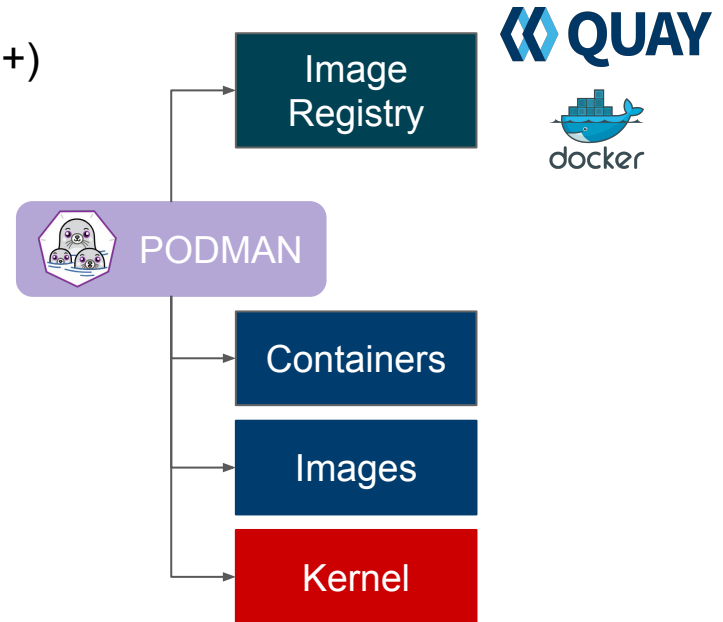 +)
Image
Registry
QUAY
docker
PODMAN
Containers
Images
Kernel